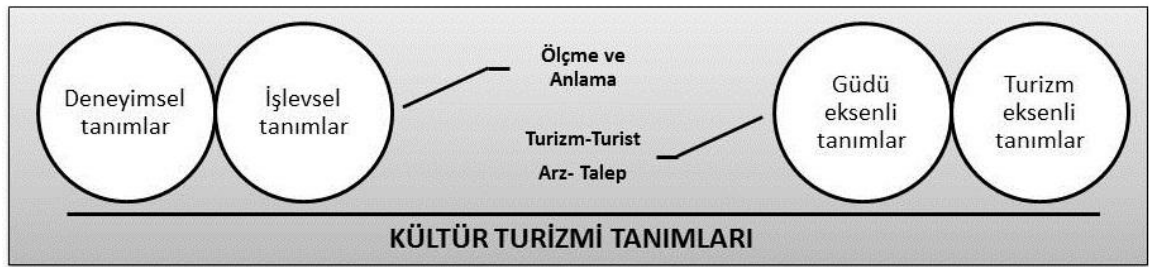 Deneyimsel
tanımlar
İşlevsel
tanımlar
Ölçme ve
Anlama
Turizm-Turist
Arz- Talep
Güdü
eksenli
tanımlar
Turizm
eksenli
tanımlar
KÜLTÜR TURİZMİ TANIMLARI